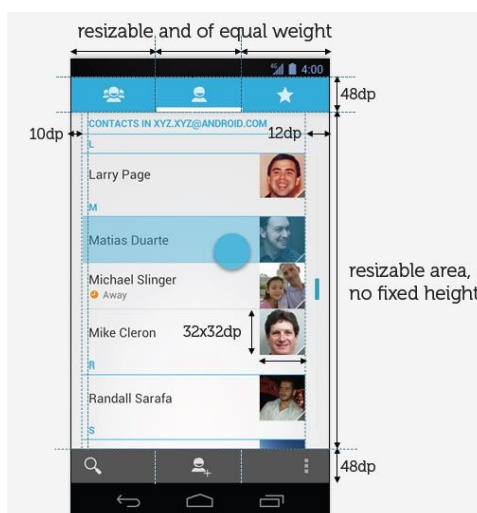 resizable and of equal weight
4G 4:00
48dp
CONTACTS IN XYZ.XYZ@ANDROID.COM
10dp
12dp
L
Larry Page
M
Matias Duarte
Michael Slinger
Away
resizable area,
no fixed height
Mike Cleron
32x32dp
R
Randall Sarafa
S
48dp